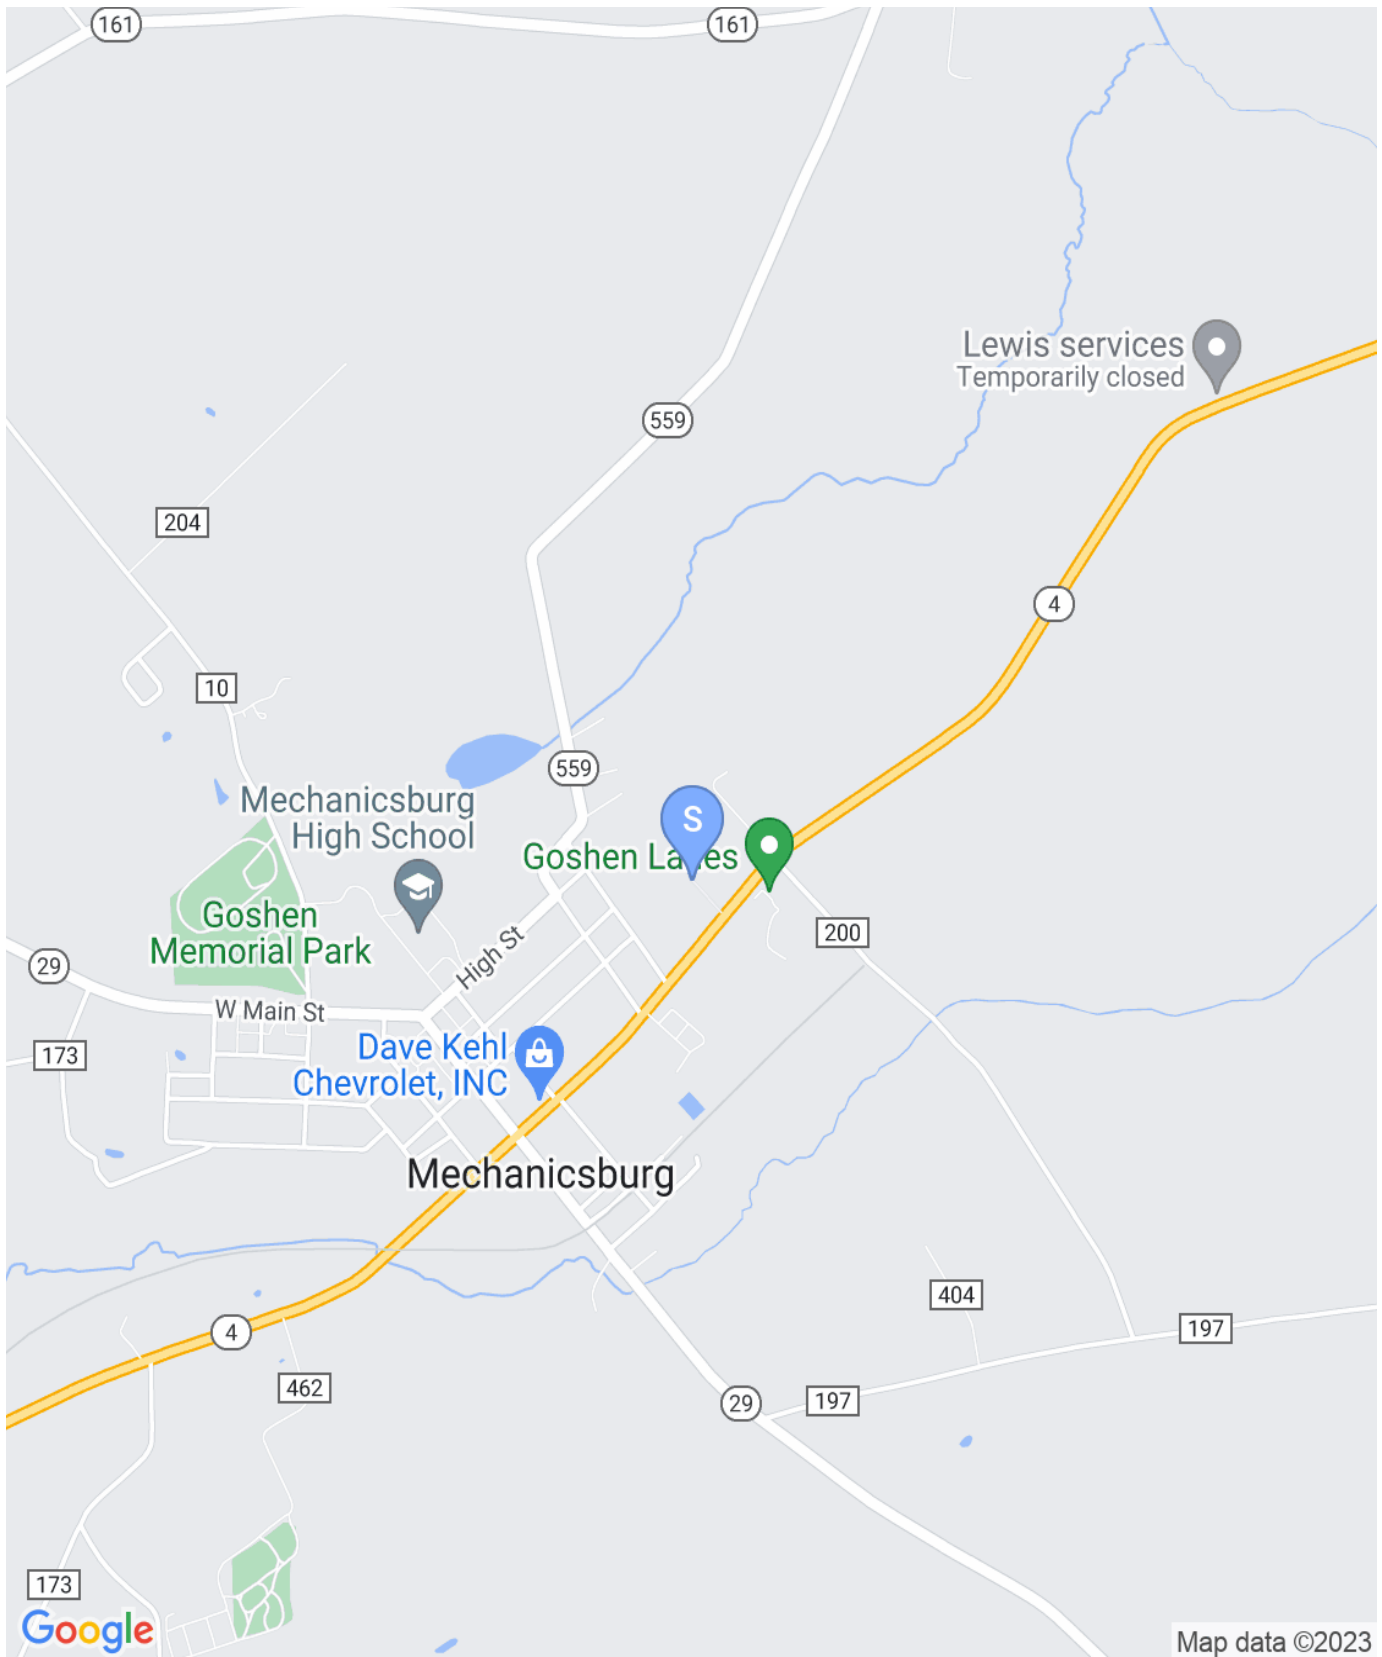 161
161
Lewis services
Temporarily closed
559
204
4
10
559
Mechanicsburg
High School
S
Goshen Lanes
Goshen
Memorial Park
200
High St
29
W Main St
173
Dave Kehl
Chevrolet, INC
Mechanicsburg
404
197
4
462
197
29
173
Google
Map data ©2023